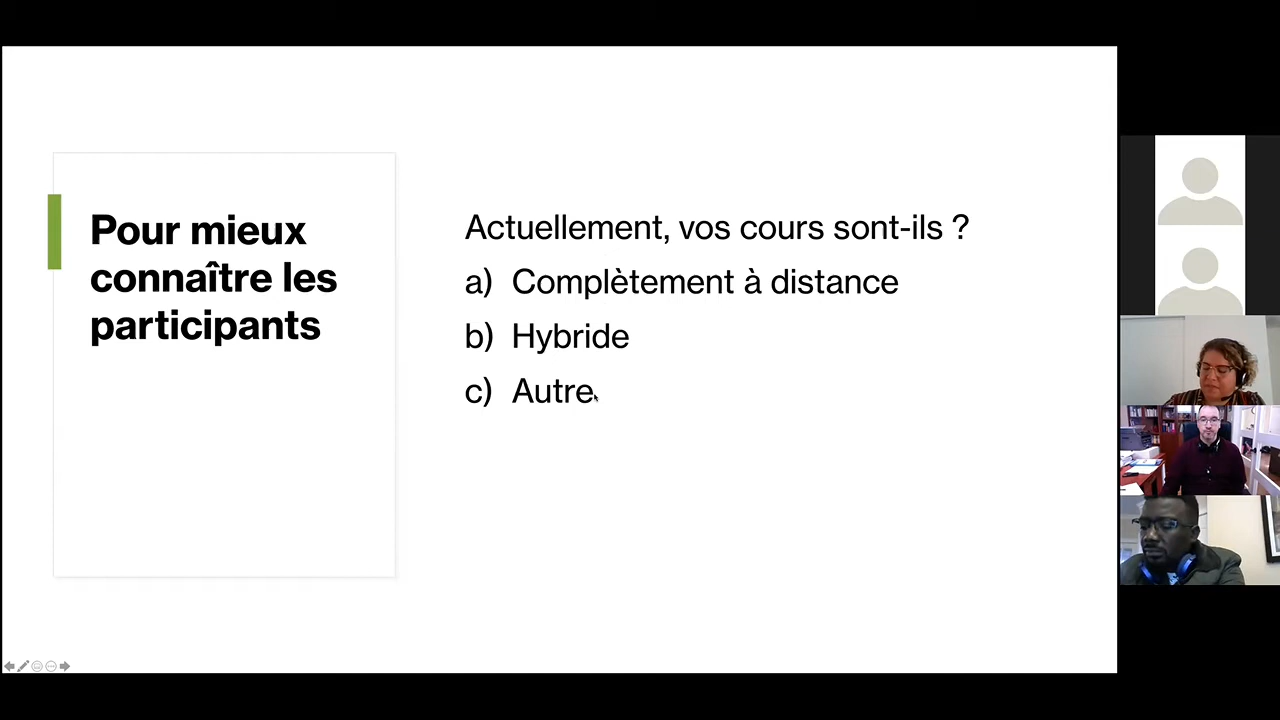 Pour mieux
connaître les
participants
Actuellement, vos cours sont-ils ?
a) Complètement à distance
b) Hybride
c) Autre